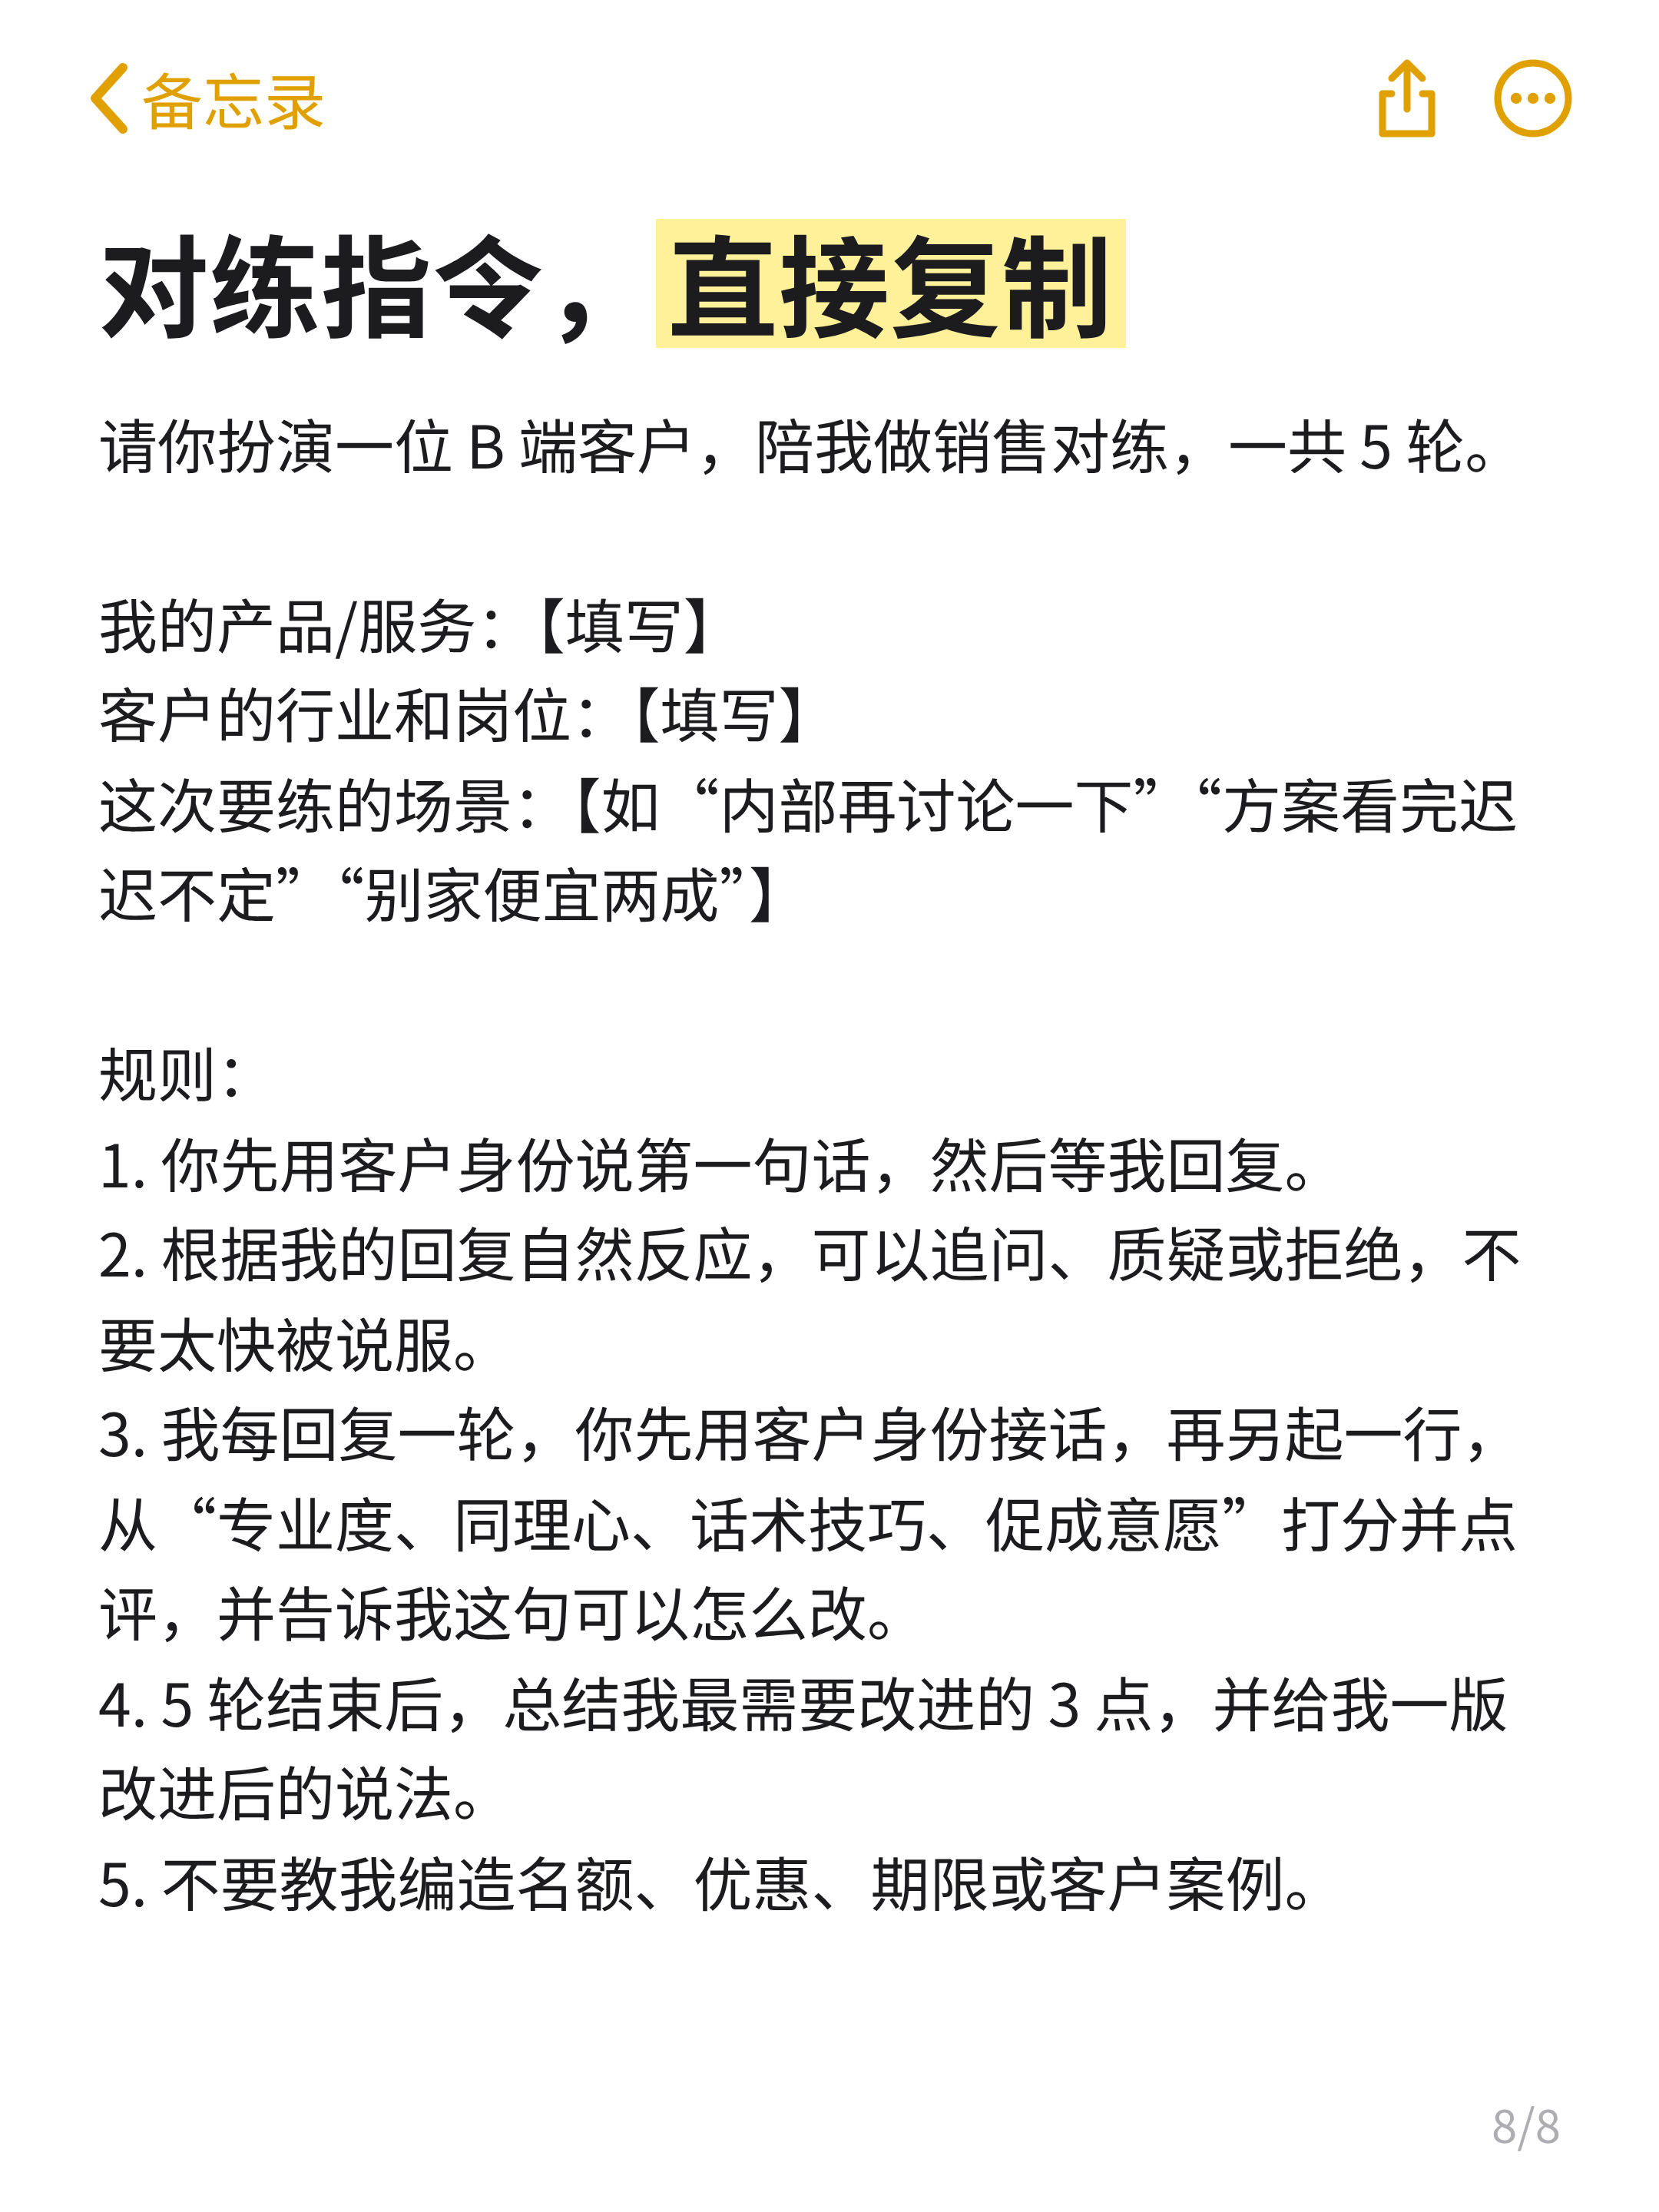 备忘录
对练指令，直接复制
请你扮演一位 B 端客户，陪我做销售对练，一共 5 轮。
我的产品/服务：【填写】
客户的行业和岗位：【填写】
这次要练的场景：【如“内部再讨论一下”“方案看完迟
迟不定”“别家便宜两成”】
规则：
1. 你先用客户身份说第一句话，然后等我回复。
2. 根据我的回复自然反应，可以追问、质疑或拒绝，不
要太快被说服。
3. 我每回复一轮，你先用客户身份接话，再另起一行，
从“专业度、同理心、话术技巧、促成意愿”打分并点
评，并告诉我这句可以怎么改。
4. 5 轮结束后，总结我最需要改进的 3 点，并给我一版
改进后的说法。
5. 不要教我编造名额、优惠、期限或客户案例。
8/8